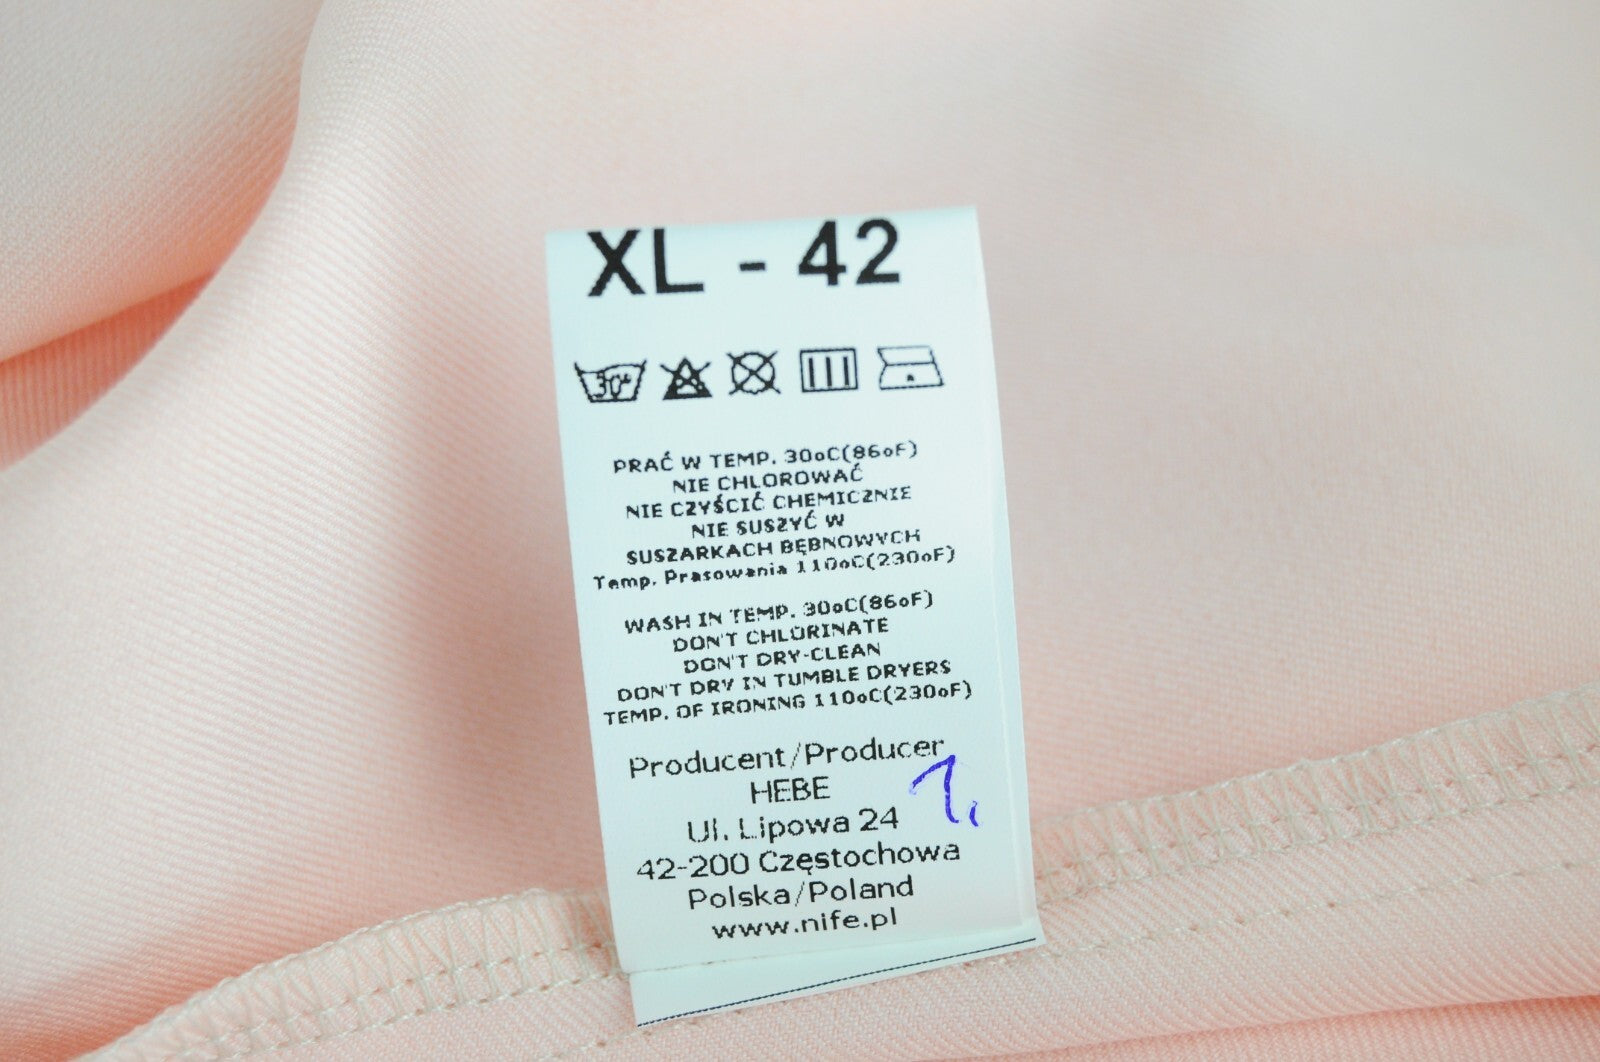 XL - 42
30°
PRAĆ W TEMP. 30oC(86oF)
NIE CHLOROWAĆ
NIE CZYŚCIĆ CHEMICZNIE
NIE SUSZYĆ W
SUSZARKACH BĘBNOWYCH
Temp. Prasowania 110oC(230oF)
WASH IN TEMP. 30oC(86oF)
DON'T CHLORINATE
DON'T DRY-CLEAN
DON'T DRY IN TUMBLE DRYERS
TEMP. OF IRONING 110oC(230oF)
Producent/Producer
HEBE
1,
Ul. Lipowa 24
42-200 Częstochowa
Polska/Poland
www.nife.pl